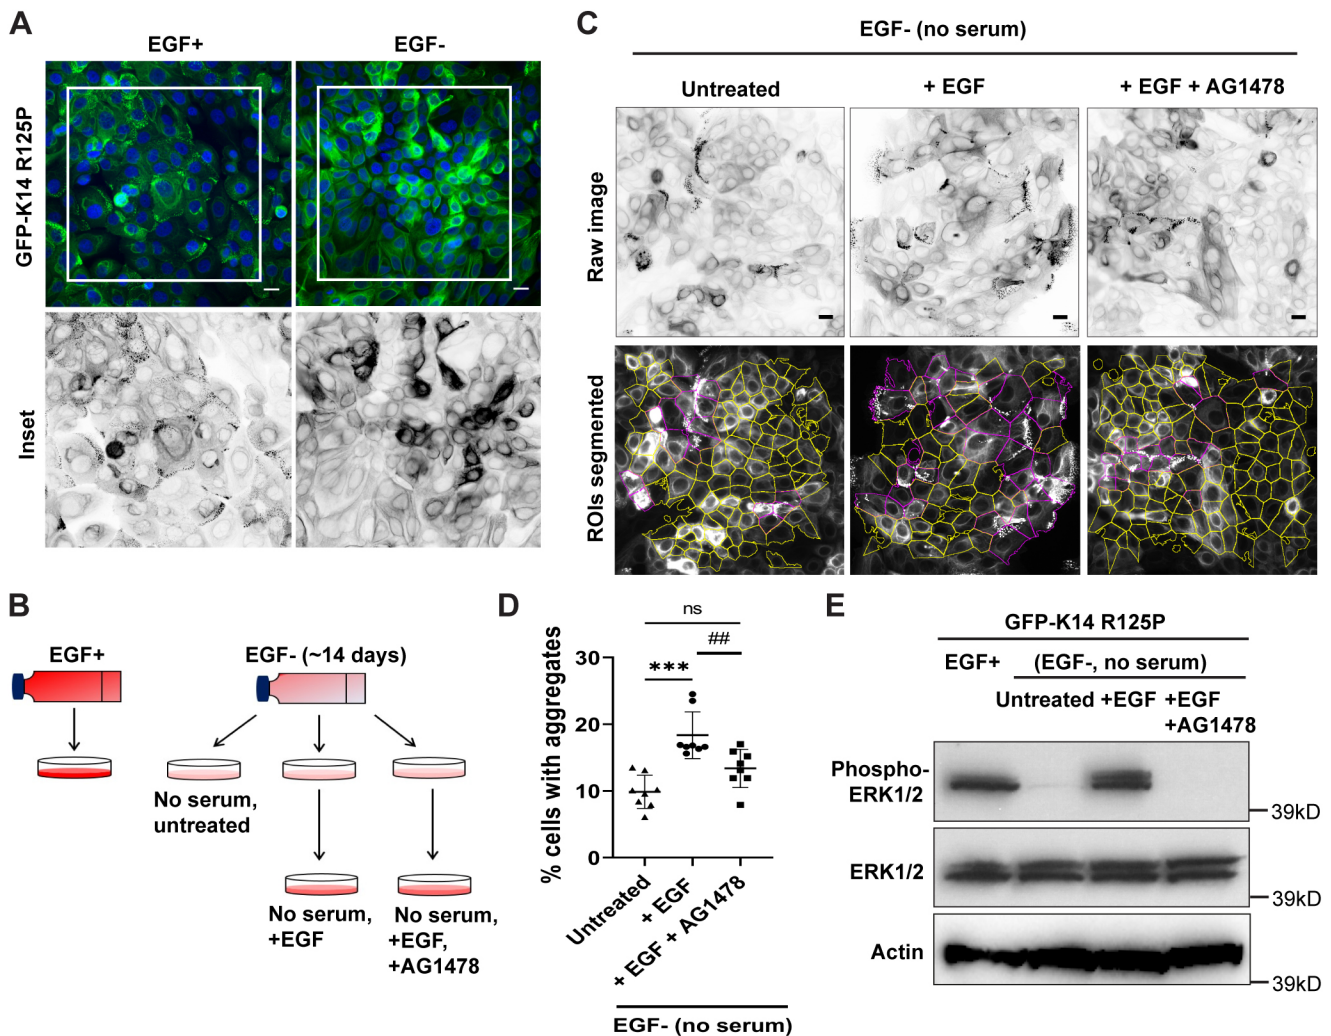 A
EGF+
EGF-
GFP-K14 R125P
Inset
B
EGF+
EGF- (~14 days)
No serum,
untreated
No serum,
+EGF
No serum,
+EGF,
+AG1478
C
EGF- (no serum)
Untreated
+ EGF
+ EGF + AG1478
Raw image
ROIs segmented
D
ns
##
***
% cells with aggregates
30
20
10
0
Untreated
+ EGF
+ EGF + AG1478
EGF- (no serum)
E
GFP-K14 R125P
EGF+
(EGF-, no serum)
Untreated +EGF +EGF
+AG1478
Phospho-
ERK1/2
39kD
ERK1/2
39kD
Actin
39kD